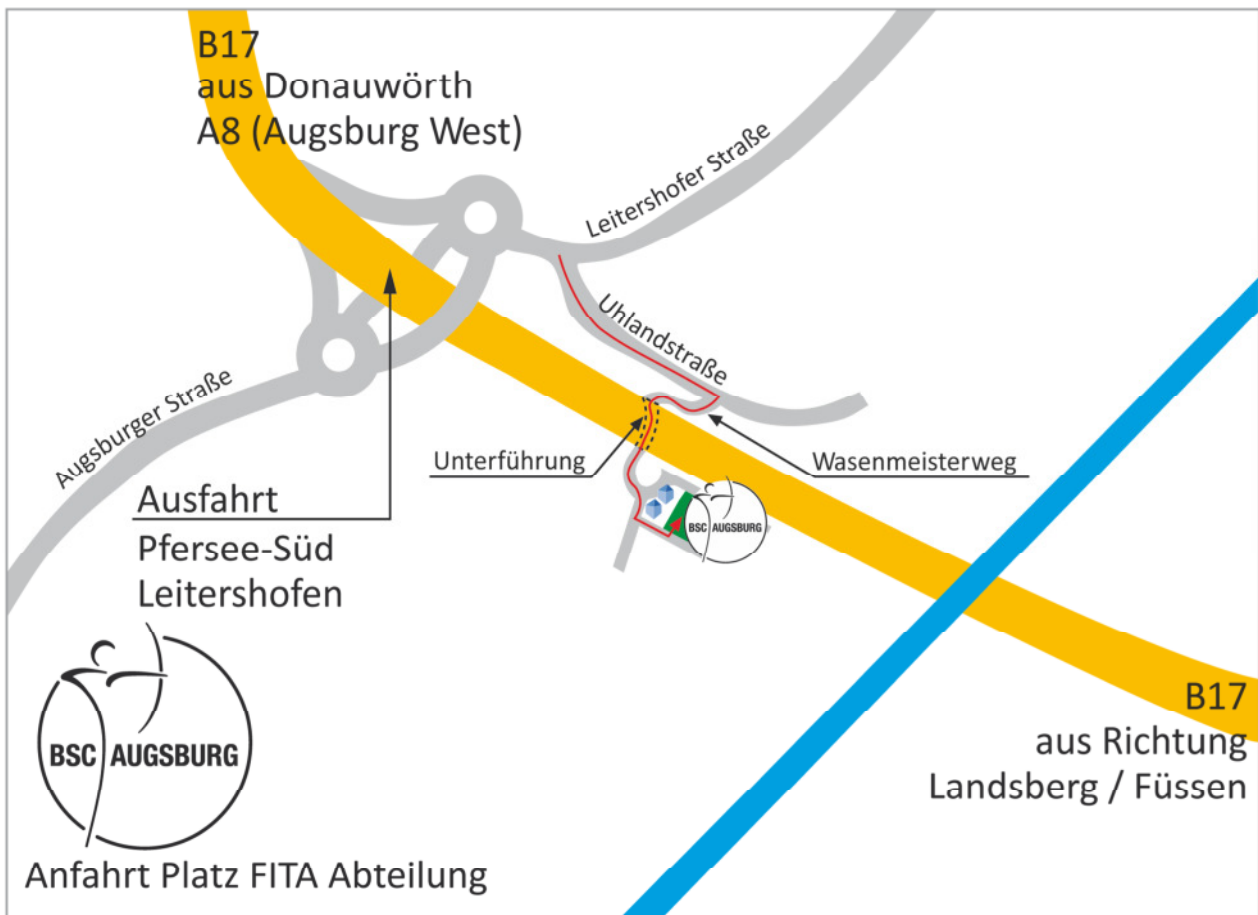 B17
aus Donauwörth
A8 (Augsburg West)
Leitershofer Straße
Uhlandstraße
Augsburger Straße
Unterführung
Wasenmeisterweg
Ausfahrt
Pfersee-Süd
Leitershofen
BSC AUGSBURG
BSC AUGSBURG
B17
aus Richtung
Landsberg / Füssen
Anfahrt Platz FITA Abteilung